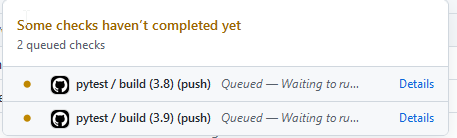 Some checks haven't completed yet
2 queued checks
pytest / build (3.8) (push) Queued — Waiting to ru... Details
pytest / build (3.9) (push) Queued — Waiting to ru... Details